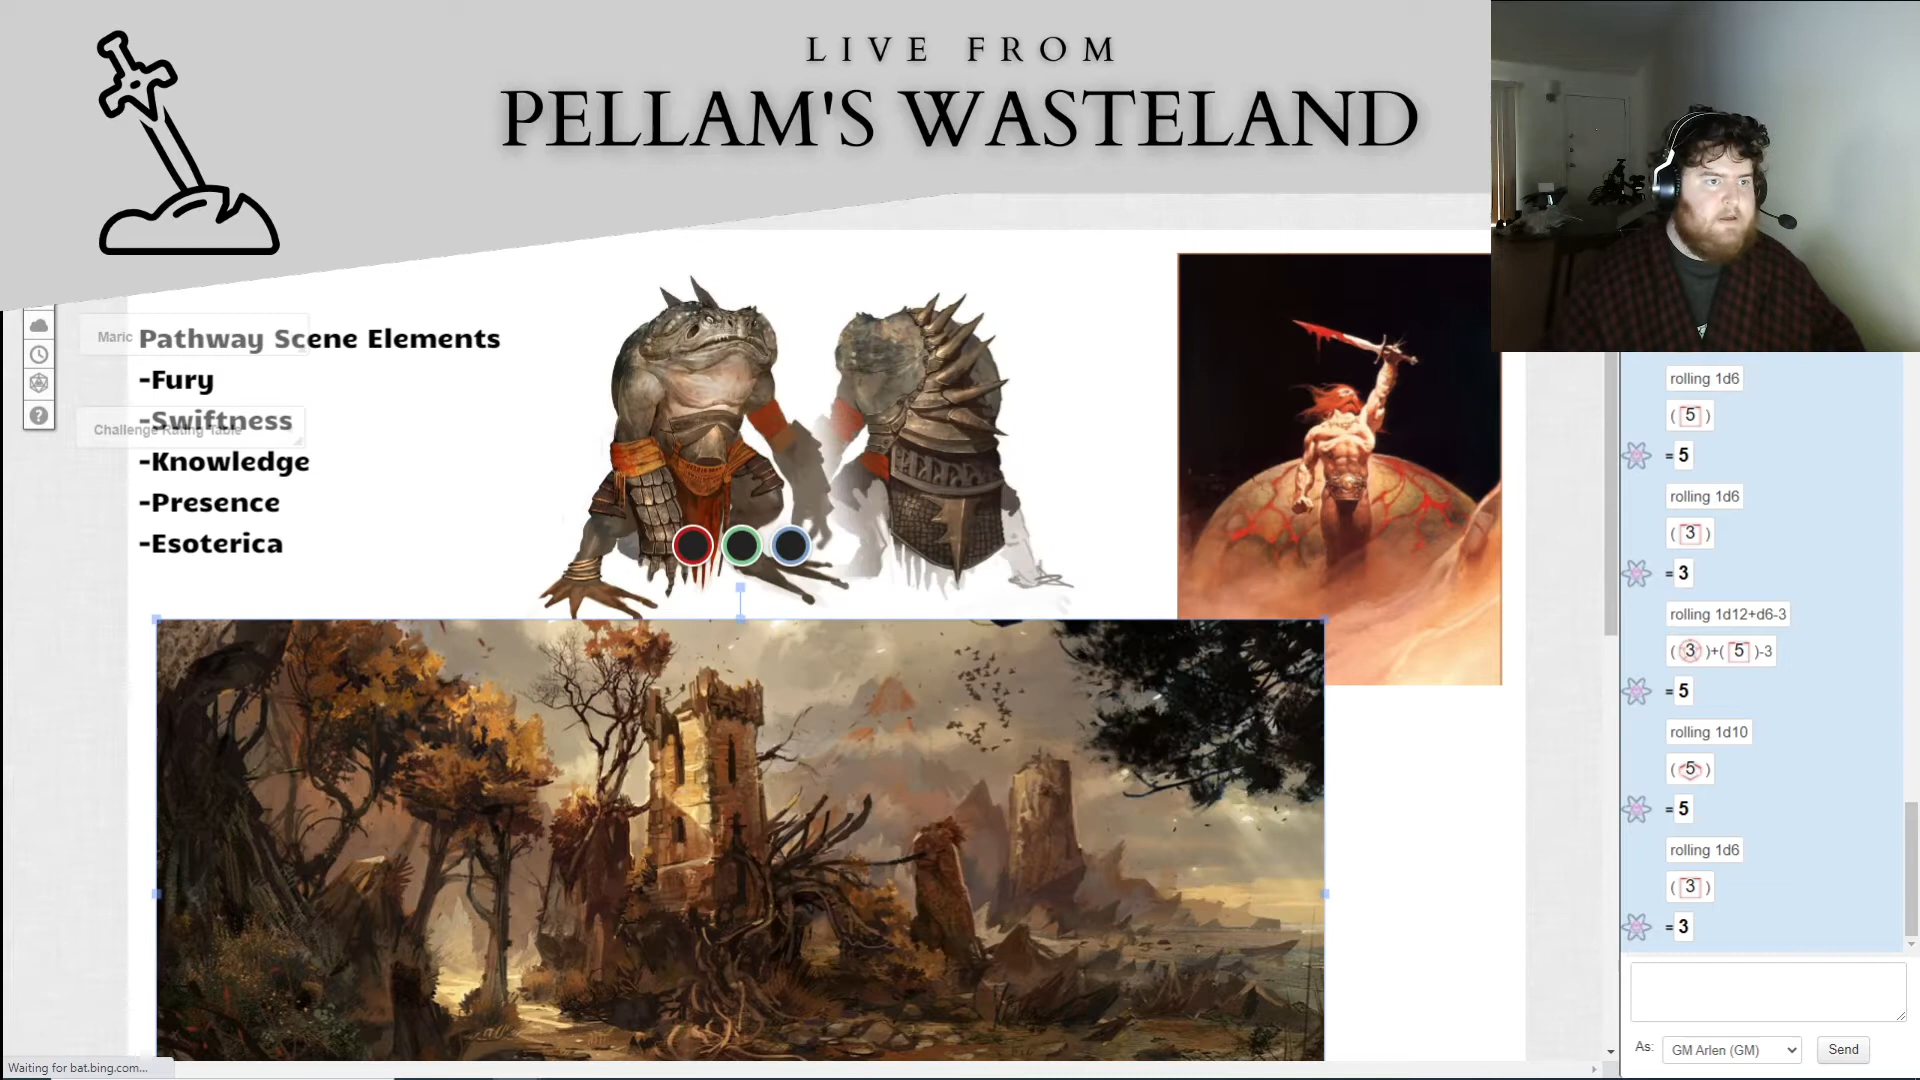 LIVE FROM
PELLAM'S WASTELAND
Maric
Pathway Scene Elements
-Fury
-Swiftness
Challenge Rating Table
-Knowledge
-Presence
-Esoterica
rolling 1d6
( 5 )
= 5
rolling 1d6
( 3 )
= 3
rolling 1d12+d6-3
( 3 )+( 5 )-3
= 5
rolling 1d10
( 5 )
= 5
rolling 1d6
( 3 )
= 3
As: GM Arlen (GM) Send
Waiting for bat.bing.com...